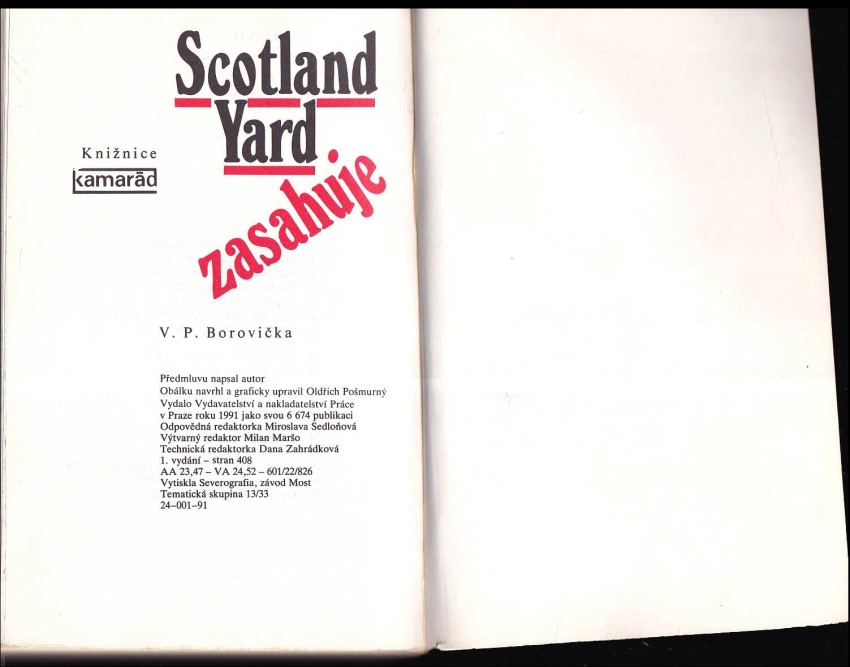 Scotland
Yard
zasahuje
Knižnice
kamarád
V. P. Borovička
Předmluvu napsal autor
Obálku navrhl a graficky upravil Oldřich Pošmurný
Vydalo Vydavatelství a nakladatelství Práce
v Praze roku 1991 jako svou 6 674 publikaci
Odpovědná redaktorka Miroslava Sedloňová
Výtvarný redaktor Milan Maršo
Technická redaktorka Dana Zahrádková
1. vydání – stran 408
AA 23,47 – VA 24,52 – 601/22/826
Vytiskla Severografia, závod Most
Tematická skupina 13/33
24–001–91